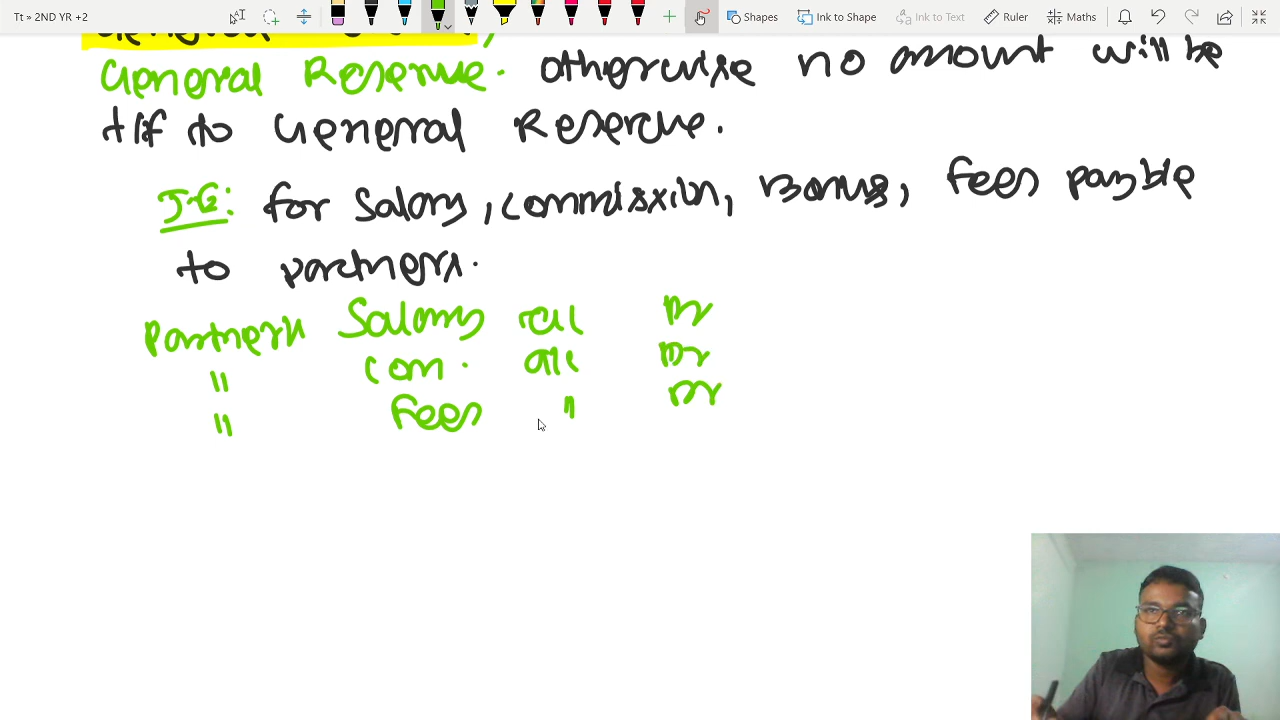 Tt » 2ND YR +2
Shapes Ink to Shape Ink to Text Ruler Maths
General Reserve. otherwise no amount will be
t/f to General Reserve.
J.E: for Salary, commission, Bonus, fees payable
to partners.
Partners Salary a/c Dr
" com. a/c Dr
" Fees " Dr